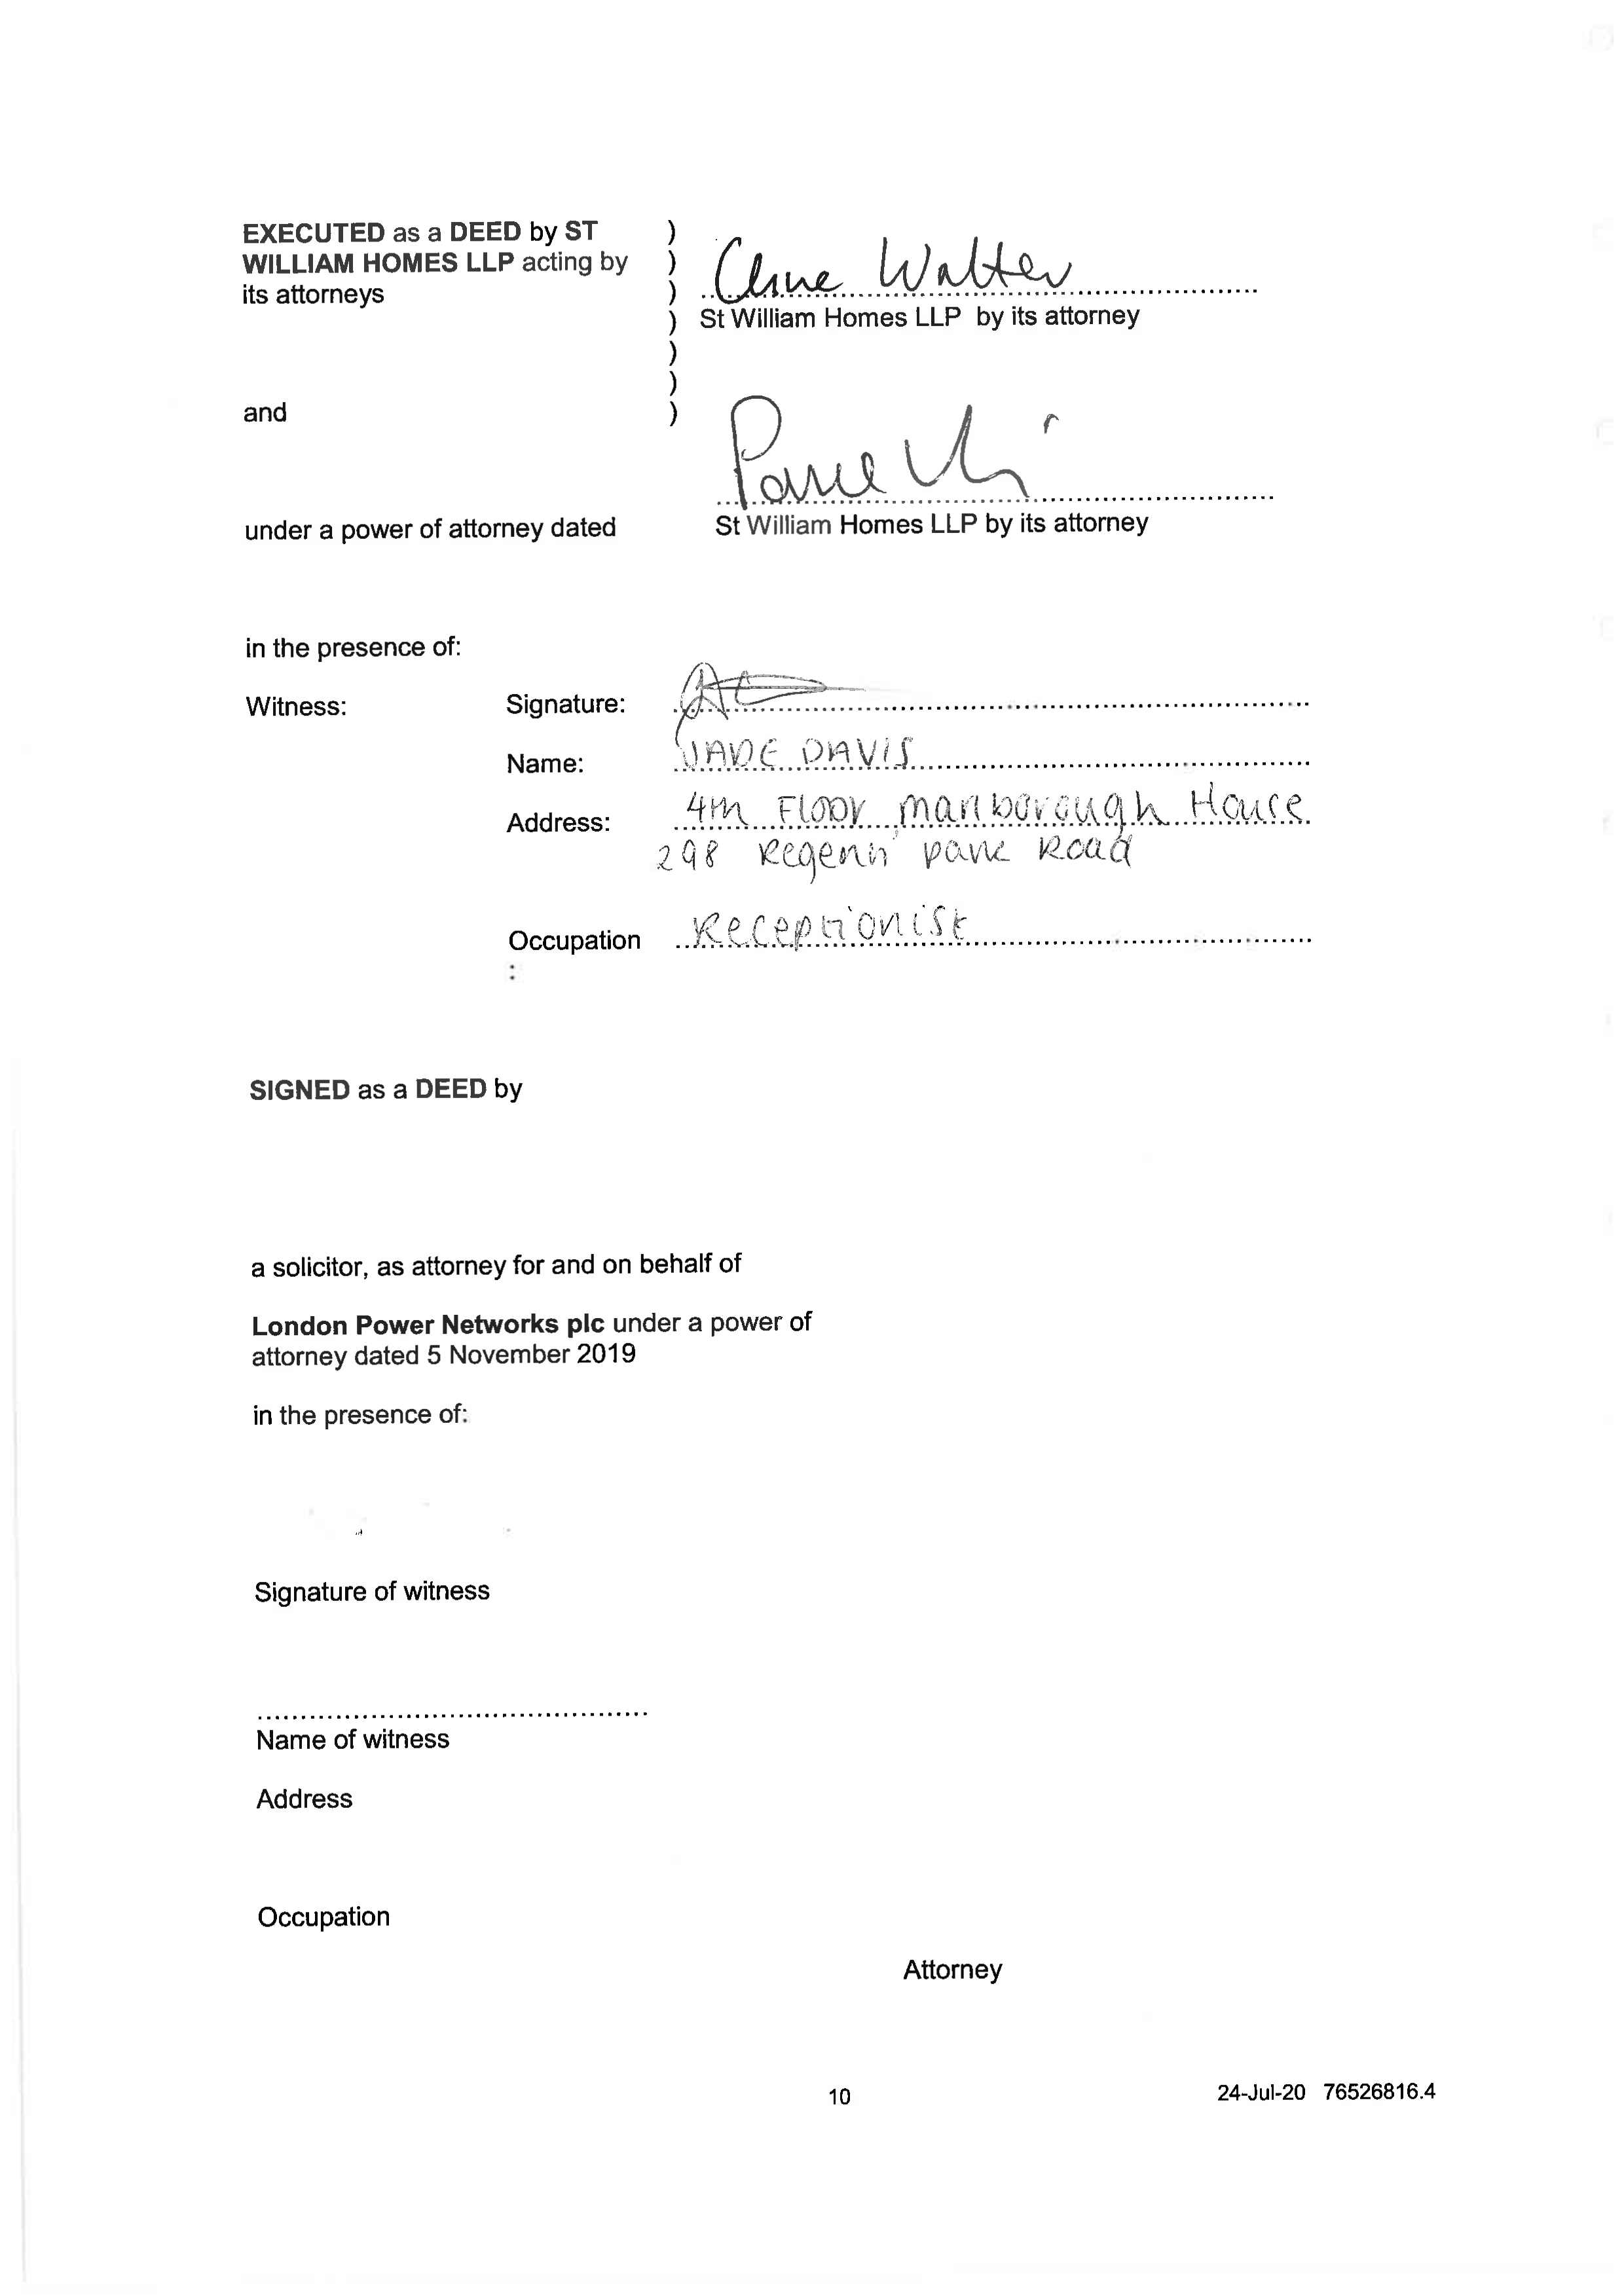 EXECUTED as a DEED by ST )
WILLIAM HOMES LLP acting by )
its attorneys )
Walter
) St William Homes LLP by its attorney
)
)
and )
under a power of attorney dated St William Homes LLP by its attorney
in the presence of:
Witness: Signature:
Name: JADE DAVIS
Address: 4th Floor Marlborough House
298 Regents Park Road
Occupation Receptionist
:
SIGNED as a DEED by
a solicitor, as attorney for and on behalf of
London Power Networks plc under a power of
attorney dated 5 November 2019
in the presence of:
Signature of witness
Name of witness
Address
Occupation
Attorney
10 24-Jul-20 76526816.4